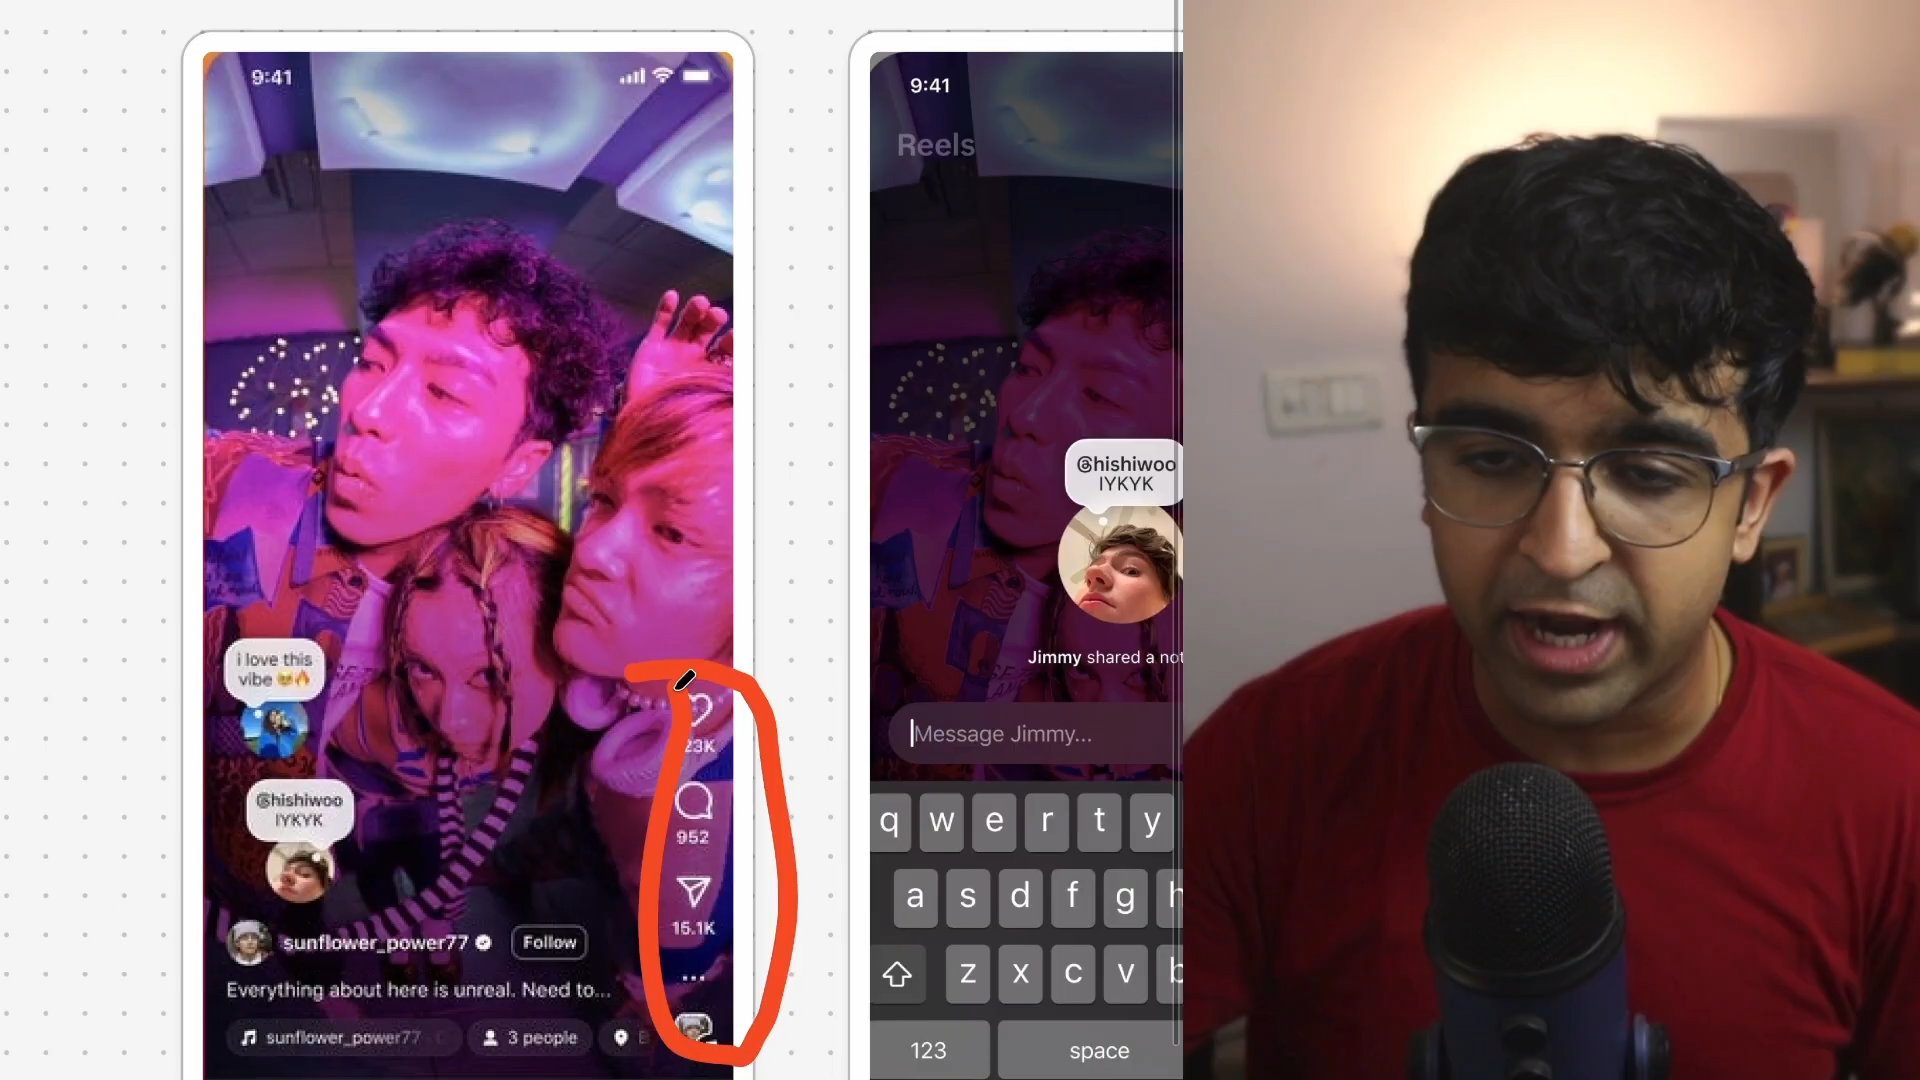 9:41
i love this
vibe 🥹🔥
@hishiwoo
IYKYK
sunflower_power77
Follow
Everything about here is unreal. Need to...
sunflower_power77
3 people
23K
952
15.1K
9:41
Reels
@hishiwoo
IYKYK
Jimmy shared a not
Message Jimmy...
q w e r t y
a s d f g h
z x c v b
123
space